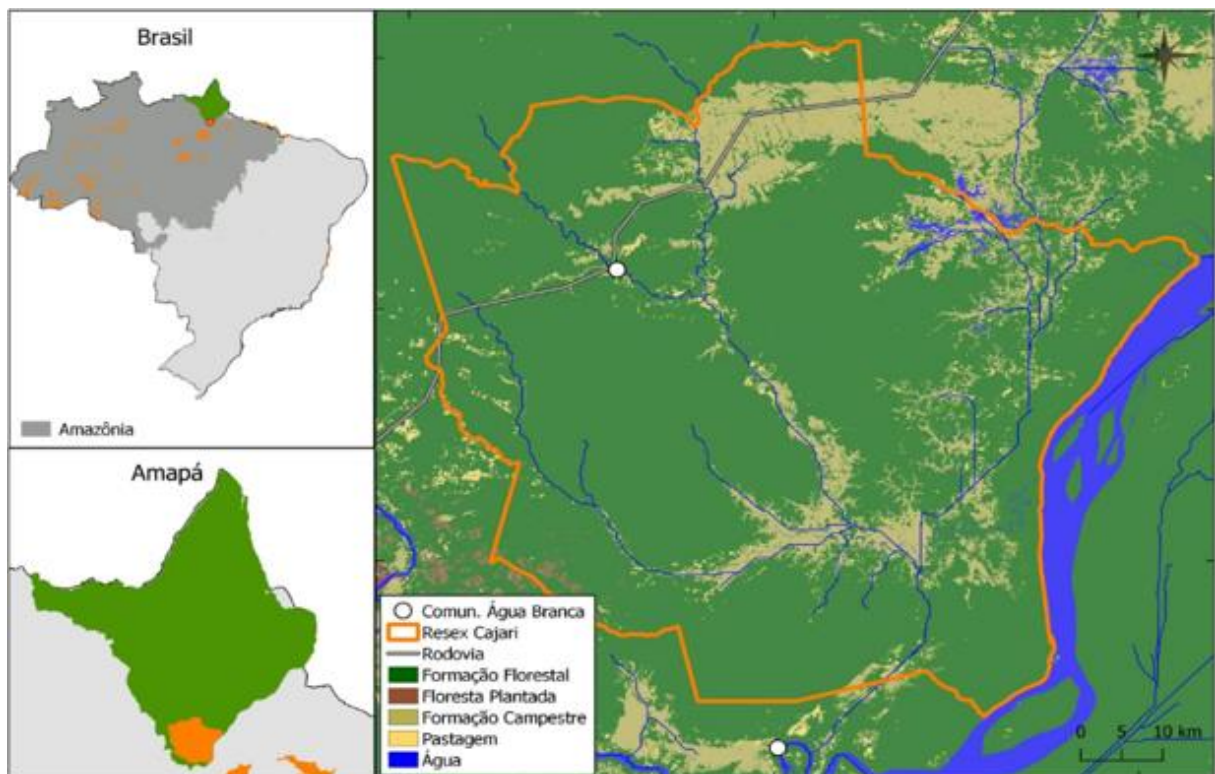 Brasil
Amazônia
Amapá
Comun. Água Branca
Resex Cajari
Rodovia
Formação Florestal
Floresta Plantada
Formação Campestre
Pastagem
Água
0 5 10 km